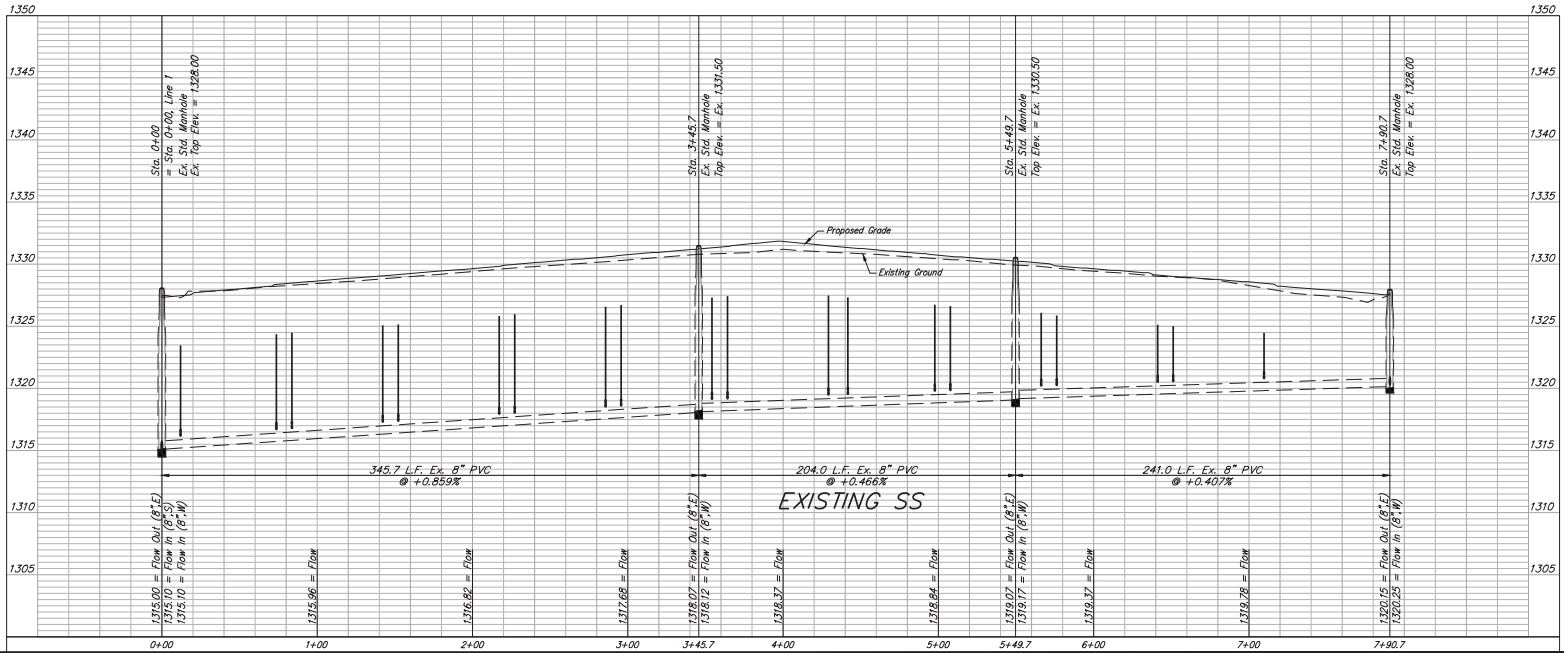 1350
1350
1345
1345
1340
1340
1335
1335
1330
1330
1325
1325
1320
1320
1315
1315
1310
1310
1305
1305
Sta. 0+00
= Sta. 0+00, Line 1
Ex. Std. Manhole
Ex. Top Elev. = 1328.00
Sta. 3+45.7
Ex. Std. Manhole
Top Elev. = Ex. 1331.50
Sta. 5+49.7
Ex. Std. Manhole
Top Elev. = Ex. 1330.50
Sta. 7+90.7
Ex. Std. Manhole
Top Elev. = Ex. 1328.00
Proposed Grade
Existing Ground
345.7 L.F. Ex. 8" PVC
@ +0.859%
204.0 L.F. Ex. 8" PVC
@ +0.466%
241.0 L.F. Ex. 8" PVC
@ +0.407%
EXISTING SS
1315.00 = Flow Out (8",E)
1315.10 = Flow In (8",S)
1315.10 = Flow In (8",W)
1315.96 = Flow
1316.82 = Flow
1317.68 = Flow
1318.07 = Flow Out (8",E)
1318.12 = Flow In (8",W)
1318.37 = Flow
1318.84 = Flow
1319.07 = Flow Out (8",E)
1319.17 = Flow In (8",W)
1319.37 = Flow
1319.78 = Flow
1320.15 = Flow Out (8",E)
1320.25 = Flow In (8",W)
0+00
1+00
2+00
3+00
3+45.7
4+00
5+00
5+49.7
6+00
7+00
7+90.7